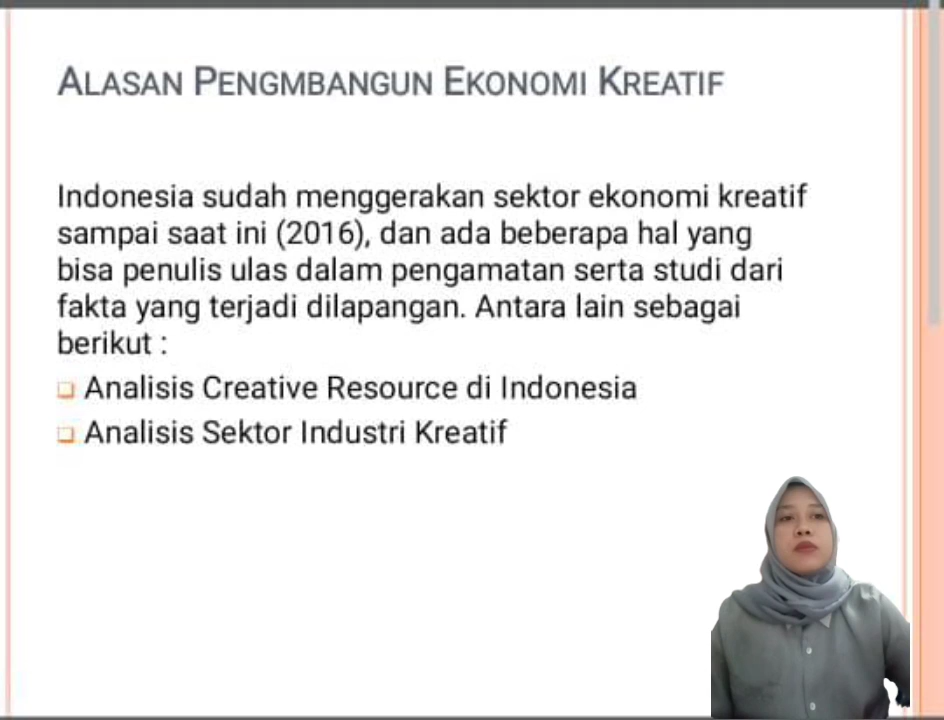 ALASAN PENGMBANGUN EKONOMI KREATIF
Indonesia sudah menggerakan sektor ekonomi kreatif
sampai saat ini (2016), dan ada beberapa hal yang
bisa penulis ulas dalam pengamatan serta studi dari
fakta yang terjadi dilapangan. Antara lain sebagai
berikut :
Analisis Creative Resource di Indonesia
Analisis Sektor Industri Kreatif